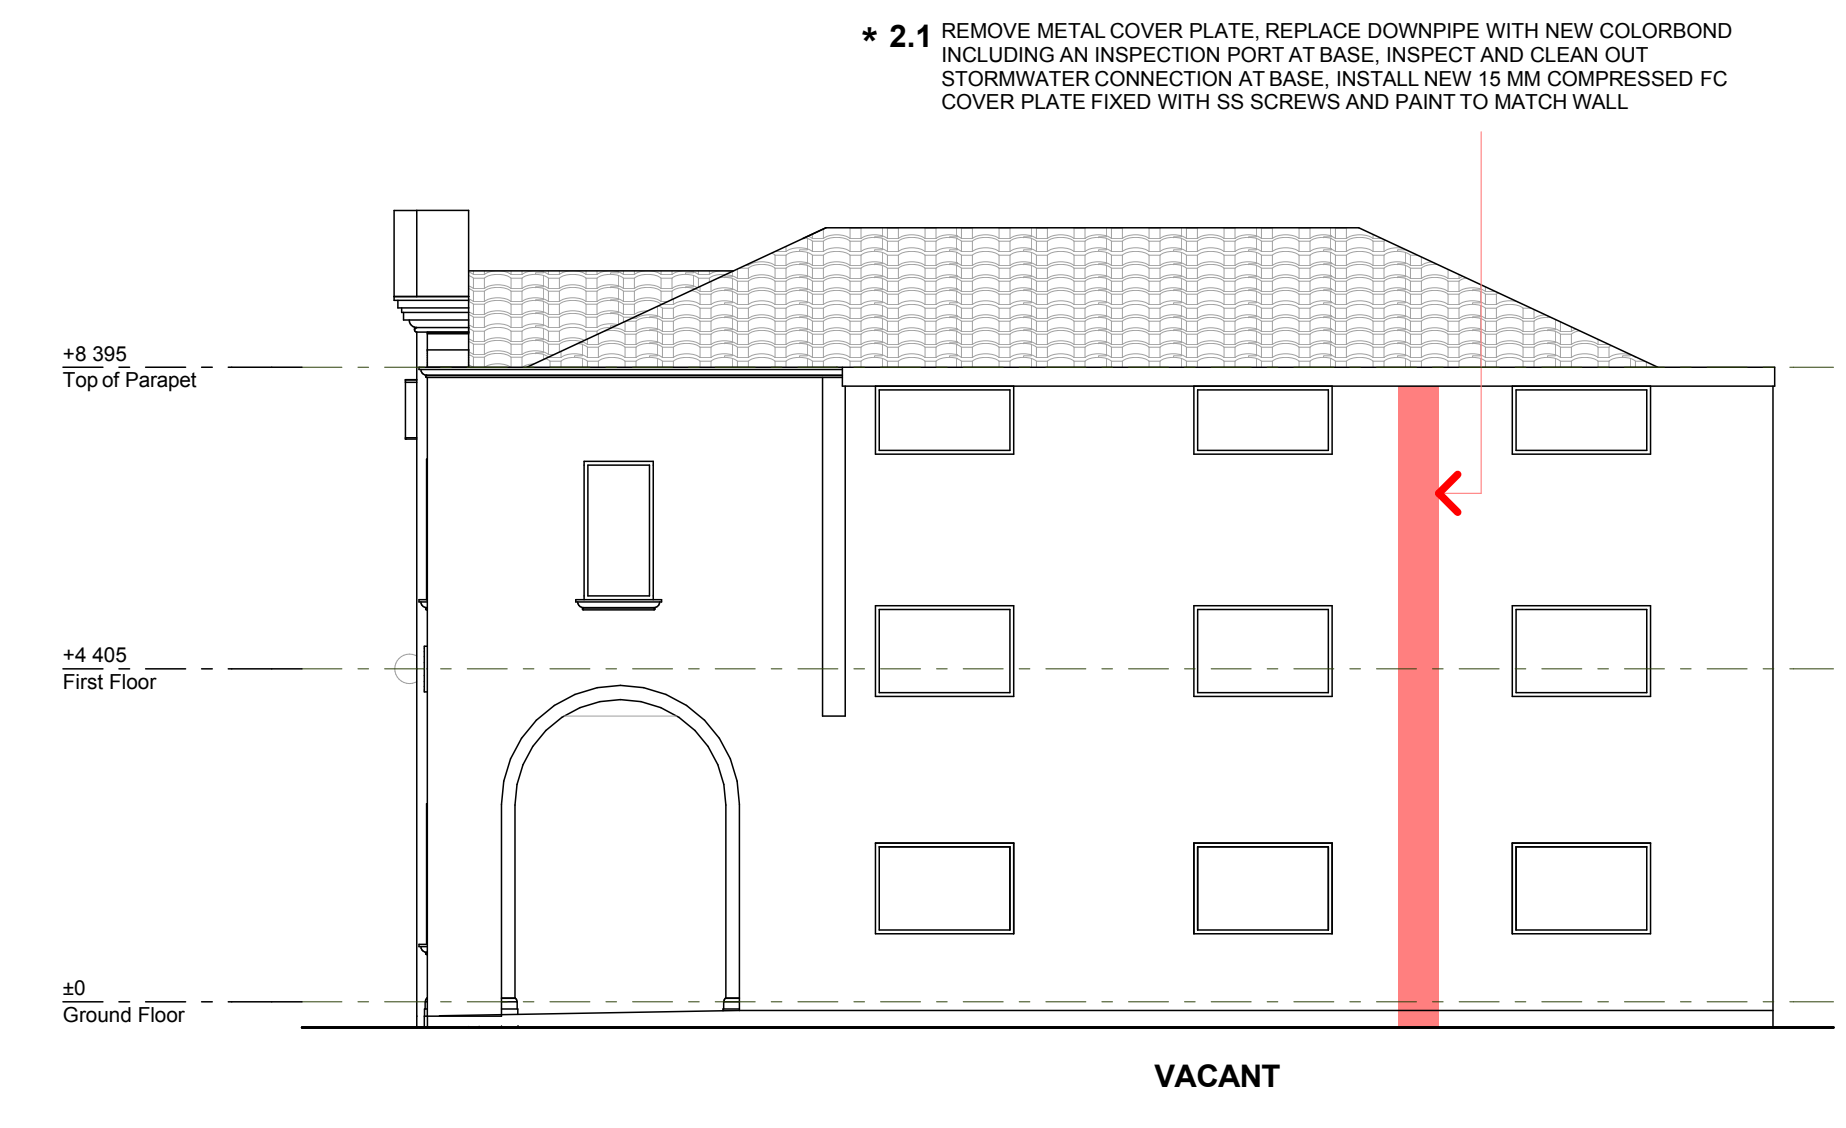 * 2.1 REMOVE METAL COVER PLATE, REPLACE DOWNPIPE WITH NEW COLORBOND
INCLUDING AN INSPECTION PORT AT BASE, INSPECT AND CLEAN OUT
STORMWATER CONNECTION AT BASE, INSTALL NEW 15 MM COMPRESSED FC
COVER PLATE FIXED WITH SS SCREWS AND PAINT TO MATCH WALL
+8 395
Top of Parapet
+4 405
First Floor
±0
Ground Floor
VACANT